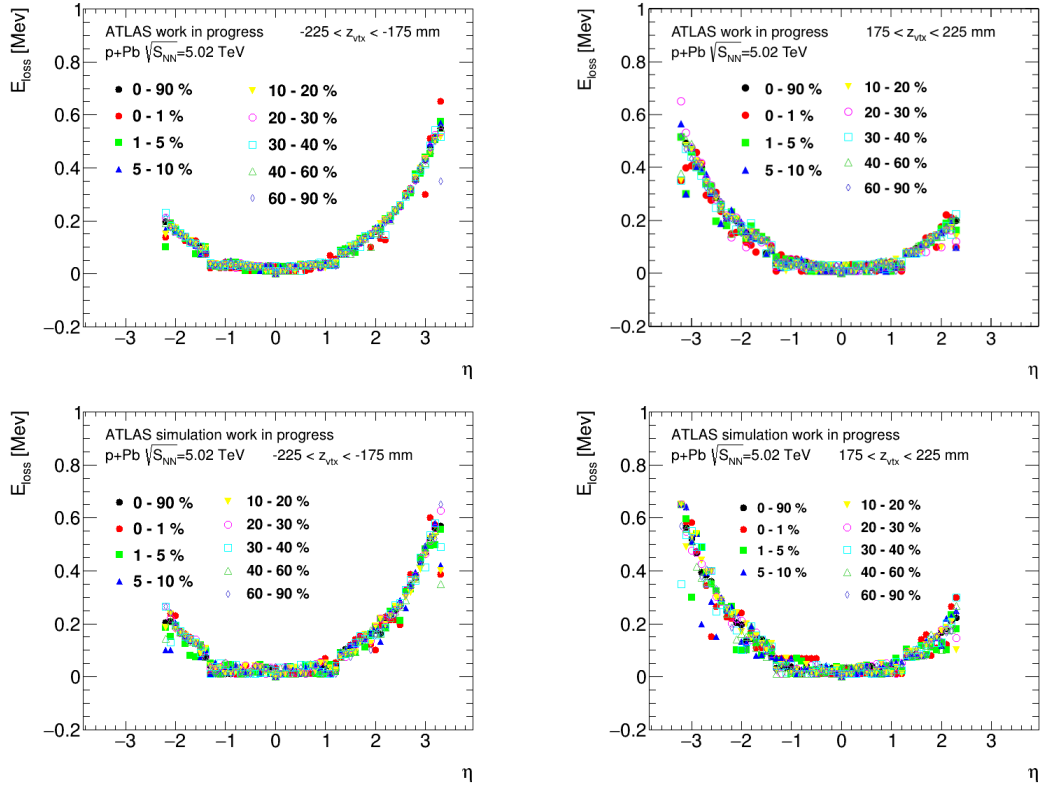 ATLAS work in progress -225 < z_vtx < -175 mm
p+Pb √S_NN=5.02 TeV
0 - 90 %
0 - 1 %
1 - 5 %
5 - 10 %
10 - 20 %
20 - 30 %
30 - 40 %
40 - 60 %
60 - 90 %
E_loss [Mev]
1
0.8
0.6
0.4
0.2
0
−0.2
−3 −2 −1 0 1 2 3
η
ATLAS work in progress 175 < z_vtx < 225 mm
p+Pb √S_NN=5.02 TeV
0 - 90 %
0 - 1 %
1 - 5 %
5 - 10 %
10 - 20 %
20 - 30 %
30 - 40 %
40 - 60 %
60 - 90 %
E_loss [Mev]
1
0.8
0.6
0.4
0.2
0
−0.2
−3 −2 −1 0 1 2 3
η
ATLAS simulation work in progress
p+Pb √S_NN=5.02 TeV -225 < z_vtx < -175 mm
0 - 90 %
0 - 1 %
1 - 5 %
5 - 10 %
10 - 20 %
20 - 30 %
30 - 40 %
40 - 60 %
60 - 90 %
E_loss [Mev]
1
0.8
0.6
0.4
0.2
0
−0.2
−3 −2 −1 0 1 2 3
η
ATLAS simulation work in progress
p+Pb √S_NN=5.02 TeV 175 < z_vtx < 225 mm
0 - 90 %
0 - 1 %
1 - 5 %
5 - 10 %
10 - 20 %
20 - 30 %
30 - 40 %
40 - 60 %
60 - 90 %
E_loss [Mev]
1
0.8
0.6
0.4
0.2
0
−0.2
−3 −2 −1 0 1 2 3
η